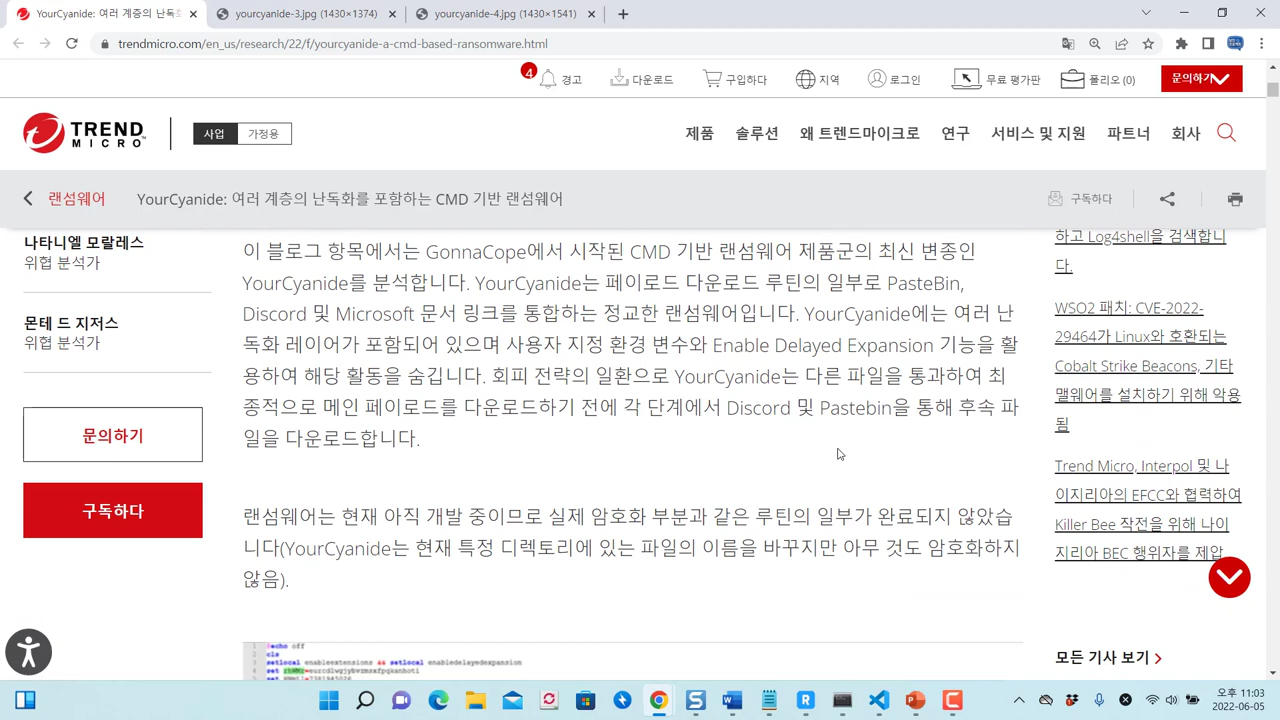 YourCyanide: 여러 계층의 난독화
yourcyanide-3.jpg (1430×1374)
yourcyanide-4.jpg (1430×1541)
trendmicro.com/en_us/research/22/f/yourcyanide-a-cmd-based-ransomware.html
4 경고
다운로드
구입하다
지역
로그인
무료 평가판
폴리오 (0)
문의하기
TREND MICRO
사업
가정용
제품
솔루션
왜 트렌드마이크로
연구
서비스 및 지원
파트너
회사
랜섬웨어
YourCyanide: 여러 계층의 난독화를 포함하는 CMD 기반 랜섬웨어
구독하다
나타니엘 모랄레스
위협 분석가
몬테 드 지저스
위협 분석가
문의하기
구독하다
이 블로그 항목에서는 GonnaCope에서 시작된 CMD 기반 랜섬웨어 제품군의 최신 변종인
YourCyanide를 분석합니다. YourCyanide는 페이로드 다운로드 루틴의 일부로 PasteBin,
Discord 및 Microsoft 문서 링크를 통합하는 정교한 랜섬웨어입니다. YourCyanide에는 여러 난
독화 레이어가 포함되어 있으며 사용자 지정 환경 변수와 Enable Delayed Expansion 기능을 활
용하여 해당 활동을 숨깁니다. 회피 전략의 일환으로 YourCyanide는 다른 파일을 통과하여 최
종적으로 메인 페이로드를 다운로드하기 전에 각 단계에서 Discord 및 Pastebin을 통해 후속 파
일을 다운로드합니다.
랜섬웨어는 현재 아직 개발 중이므로 실제 암호화 부분과 같은 루틴의 일부가 완료되지 않았습
니다(YourCyanide는 현재 특정 디렉토리에 있는 파일의 이름을 바꾸지만 아무 것도 암호화하지
않음).
1 @echo off
2 cls
3 setlocal enableextensions && setlocal enabledelayedexpansion
4 set
하고 Log4shell을 검색합니
다.
WSO2 패치: CVE-2022-
29464가 Linux와 호환되는
Cobalt Strike Beacons, 기타
맬웨어를 설치하기 위해 악용
됨
Trend Micro, Interpol 및 나
이지리아의 EFCC와 협력하여
Killer Bee 작전을 위해 나이
지리아 BEC 행위자를 제압
모든 기사 보기
오후 11:03
2022-06-05